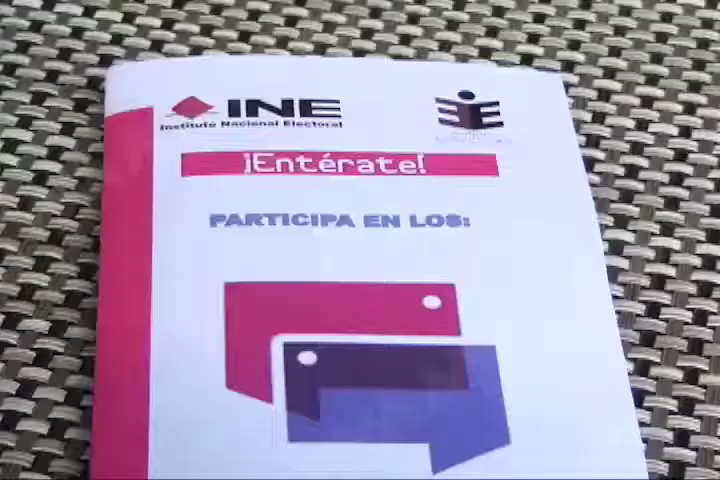 INE
Instituto Nacional Electoral
¡Entérate!
PARTICIPA EN LOS: